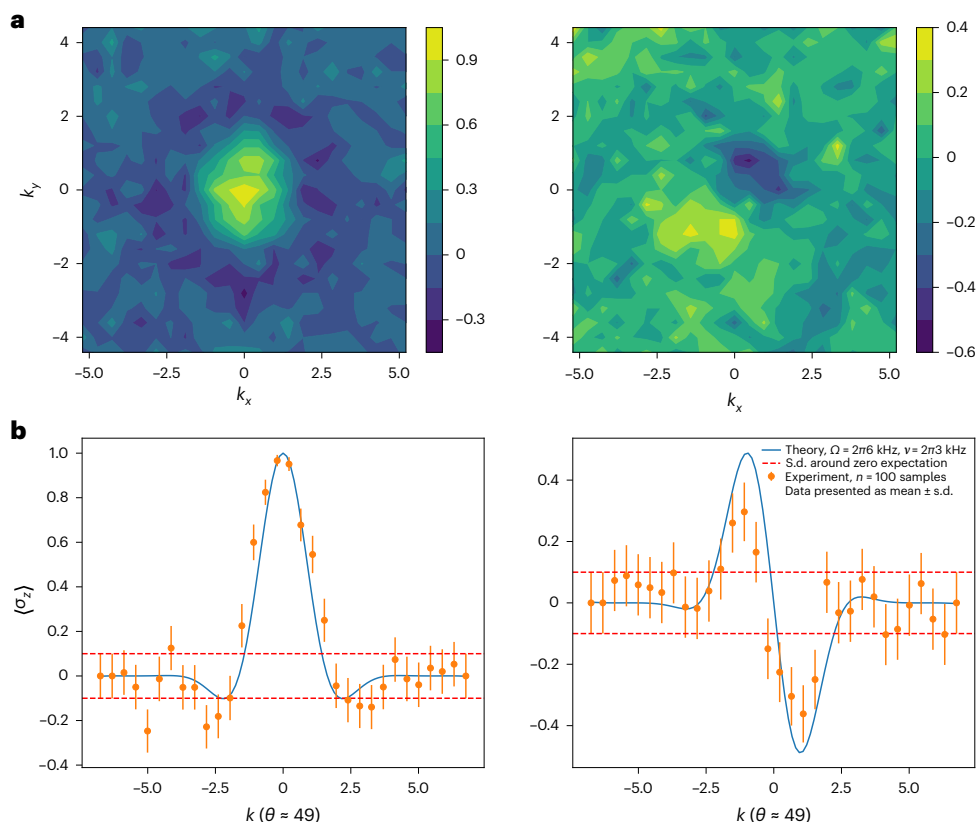 a
4
2
0
−2
−4
k_y
−5.0 −2.5 0 2.5 5.0
k_x
0.9
0.6
0.3
0
−0.3
4
2
0
−2
−4
−5.0 −2.5 0 2.5 5.0
k_x
0.4
0.2
0
−0.2
−0.4
−0.6
b
1.0
0.8
0.6
0.4
0.2
0
−0.2
−0.4
⟨σ_z⟩
−5.0 −2.5 0 2.5 5.0
k (θ ≈ 49)
Theory, Ω = 2π6 kHz, ν = 2π3 kHz
S.d. around zero expectation
Experiment, n = 100 samples
Data presented as mean ± s.d.
0.4
0.2
0
−0.2
−0.4
−5.0 −2.5 0 2.5 5.0
k (θ ≈ 49)